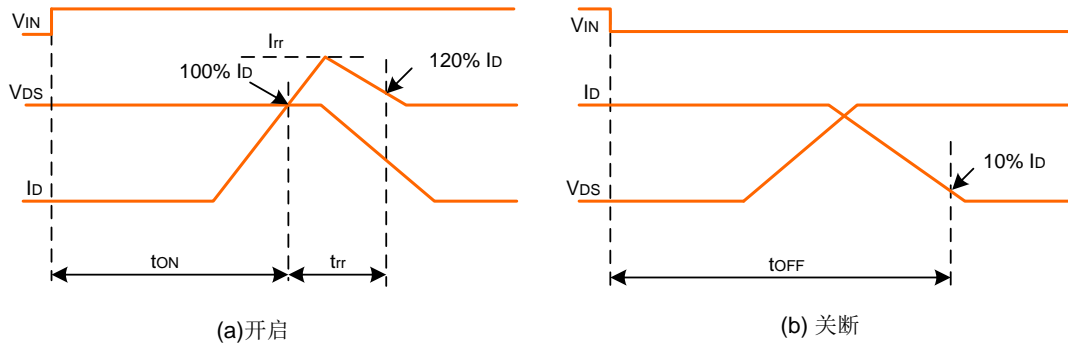 VIN
Irr
100% ID
120% ID
VDS
ID
tON
trr
(a)开启
VIN
ID
VDS
10% ID
tOFF
(b) 关断